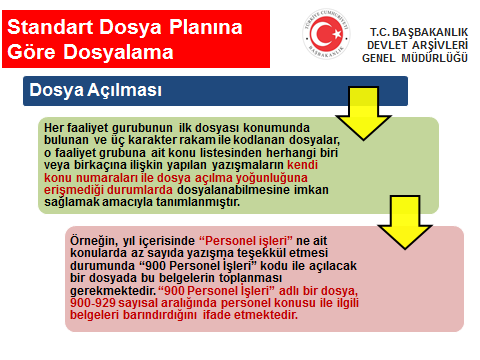 Standart Dosya Planına
Göre Dosyalama
TÜRKİYE CUMHURİYETİ
BAŞBAKANLIK
T.C. BAŞBAKANLIK
DEVLET ARŞİVLERİ
GENEL MÜDÜRLÜĞÜ
Dosya Açılması
Her faaliyet gurubunun ilk dosyası konumunda
bulunan ve üç karakter rakam ile kodlanan dosyalar,
o faaliyet grubuna ait konu listesinden herhangi biri
veya birkaçına ilişkin yapılan yazışmaların kendi
konu numaraları ile dosya açılma yoğunluğuna
erişmediği durumlarda dosyalanabilmesine imkan
sağlamak amacıyla tanımlanmıştır.
Örneğin, yıl içerisinde “Personel işleri” ne ait
konularda az sayıda yazışma teşekkül etmesi
durumunda “900 Personel İşleri” kodu ile açılacak
bir dosyada bu belgelerin toplanması
gerekmektedir. “900 Personel İşleri” adlı bir dosya,
900-929 sayısal aralığında personel konusu ile ilgili
belgeleri barındırdığını ifade etmektedir.